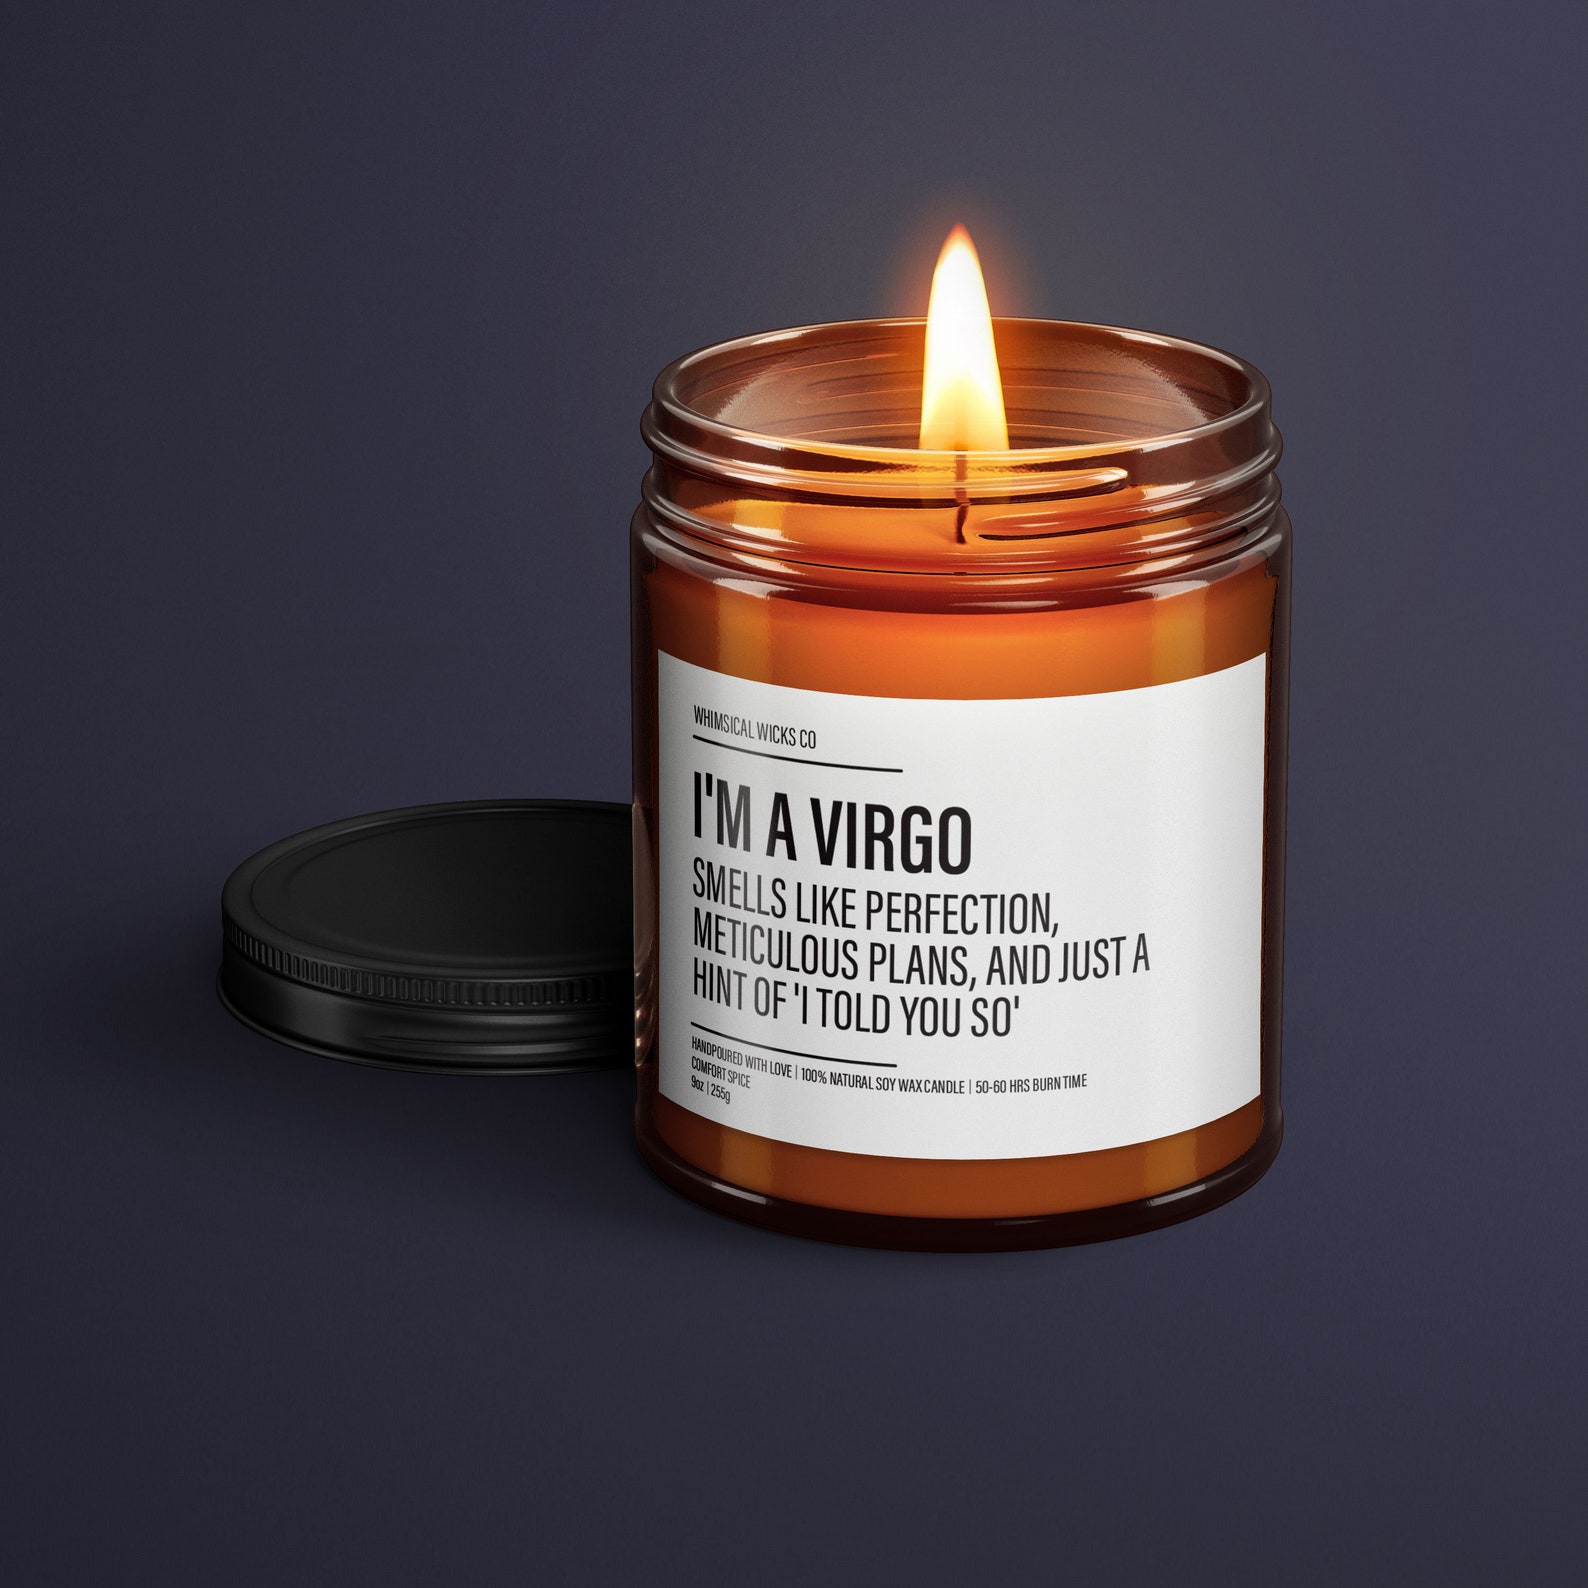 WHIMSICAL WICKS CO
I'M A VIRGO
SMELLS LIKE PERFECTION,
METICULOUS PLANS, AND JUST A
HINT OF 'I TOLD YOU SO'
HANDPOURED WITH LOVE | 100% NATURAL SOY WAX CANDLE | 50-60 HRS BURN TIME
COMFORT SPICE
9oz | 255g